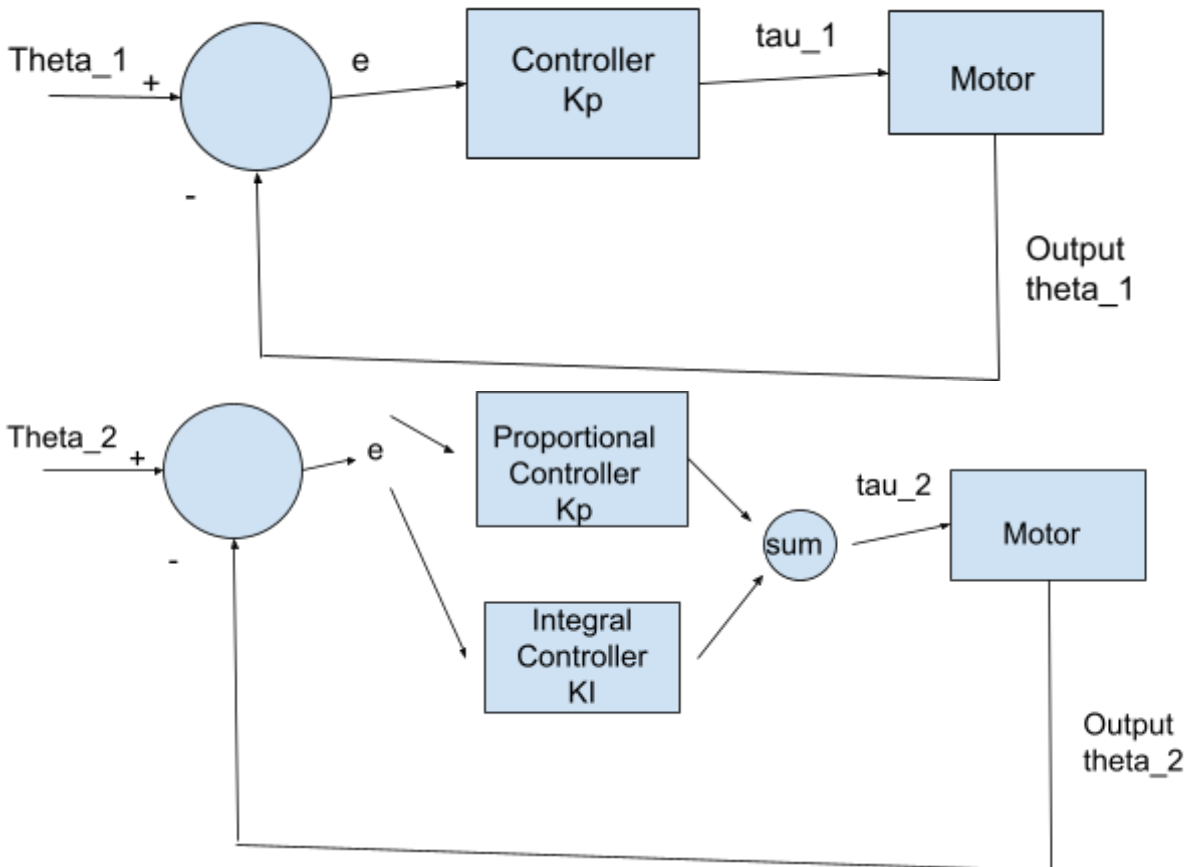 Theta_1
+
-
e
Controller
Kp
tau_1
Motor
Output
theta_1
Theta_2
+
-
e
Proportional
Controller
Kp
Integral
Controller
KI
sum
tau_2
Motor
Output
theta_2